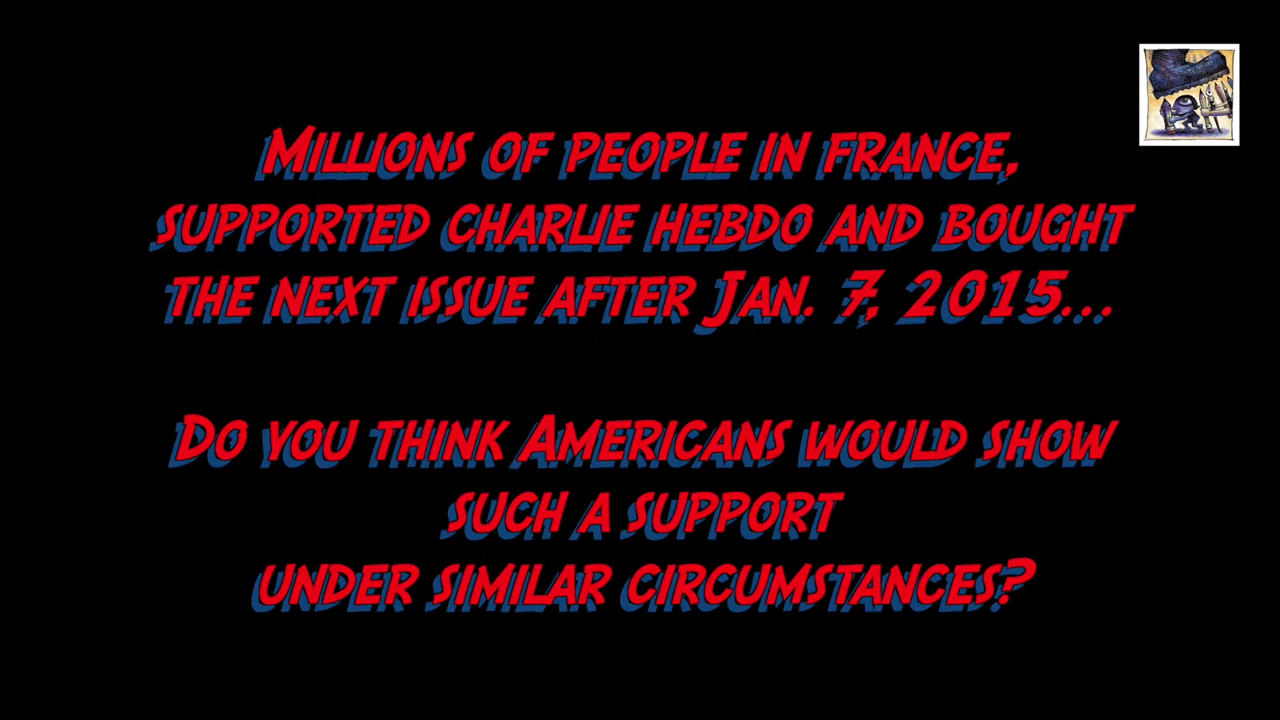 Millions of people in france,
supported charlie hebdo and bought
the next issue after Jan. 7, 2015...
Do you think Americans would show
such a support
under similar circumstances?